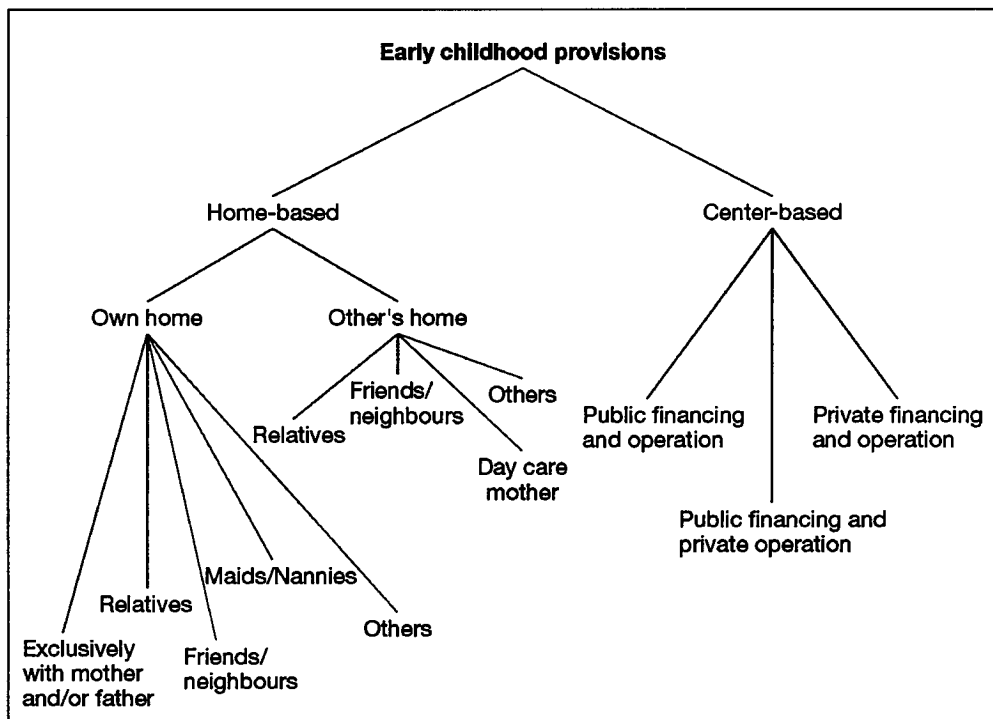 Early childhood provisions
Home-based
Center-based
Own home
Other's home
Relatives
Friends/
neighbours
Others
Day care
mother
Public financing
and operation
Private financing
and operation
Public financing and
private operation
Exclusively
with mother
and/or father
Relatives
Friends/
neighbours
Maids/Nannies
Others